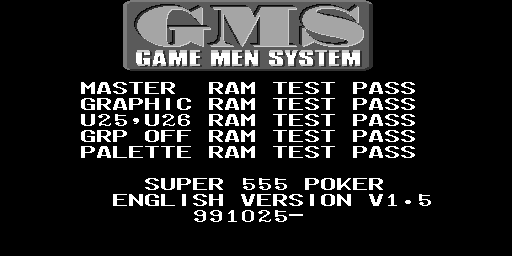 GMS
GAME MEN SYSTEM
MASTER RAM TEST PASS
GRAPHIC RAM TEST PASS
U25,U26 RAM TEST PASS
GRP OFF RAM TEST PASS
PALETTE RAM TEST PASS
SUPER 555 POKER
ENGLISH VERSION V1.5
991025-